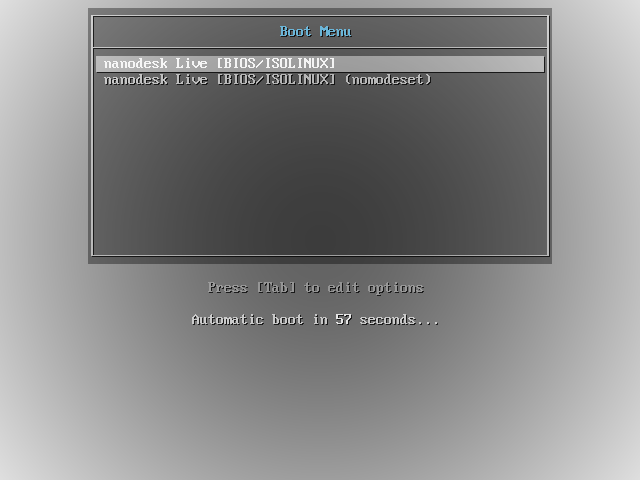 Boot Menu
nanodesk Live [BIOS/ISOLINUX]
nanodesk Live [BIOS/ISOLINUX] (nomodeset)
Press [Tab] to edit options
Automatic boot in 57 seconds...